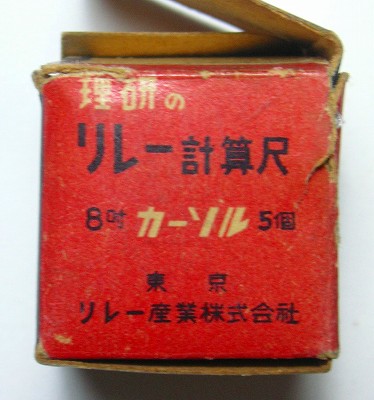 理研の
リレー計算尺
8吋 カーソル 5個
東京
リレー産業株式会社